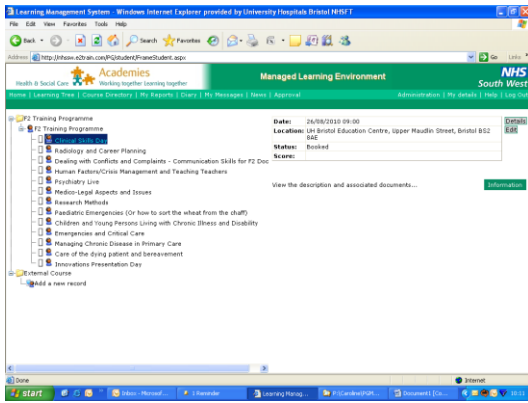 Learning Management System - Windows Internet Explorer provided by University Hospitals Bristol NHSFT
File Edit View Favorites Tools Help
Back Search Favorites
Address http://nhssw.e2train.com/PG/student/FrameStudent.aspx Go Links
Health & Social Care Academies Working together Learning together
Managed Learning Environment
NHS South West
Home | Learning Tree | Course Directory | My Reports | Diary | My Messages | News | Approval
Administration | My details | Help | Log Out
F2 Training Programme
F2 Training Programme
Clinical Skills Day
Radiology and Career Planning
Dealing with Conflicts and Complaints - Communication Skills for F2 Doc
Human Factors/Crisis Management and Teaching Teachers
Psychiatry Live
Medico-Legal Aspects and Issues
Research Methods
Paediatric Emergencies (Or how to sort the wheat from the chaff)
Children and Young Persons Living with Chronic Illness and Disability
Emergencies and Critical Care
Managing Chronic Disease in Primary Care
Care of the dying patient and bereavement
Innovations Presentation Day
External Course
Add a new record
Date: 26/08/2010 09:00 Details
Location: UH Bristol Education Centre, Upper Maudlin Street, Bristol BS2 8AE Edit
Status: Booked
Score:
View the description and associated documents... Information
Done Internet
start Inbox - Microsof... 1 Reminder Learning Manag... P:\Caroline\PGM... Document1 [Co... 10:11